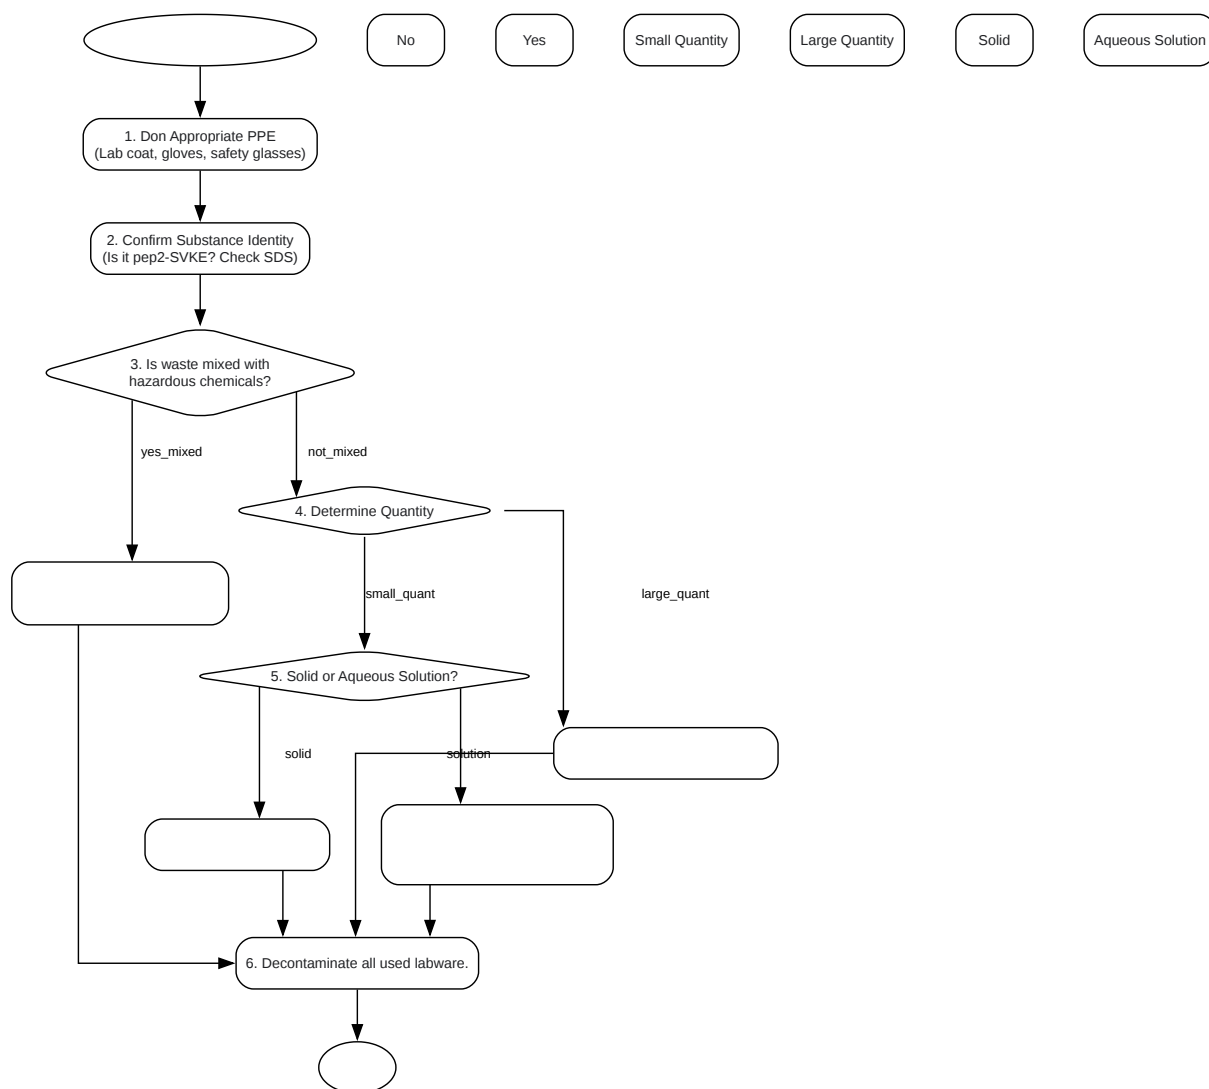 No
Yes
Small Quantity
Large Quantity
Solid
Aqueous Solution
1. Don Appropriate PPE
(Lab coat, gloves, safety glasses)
2. Confirm Substance Identity
(Is it pep2-SVKE? Check SDS)
3. Is waste mixed with
hazardous chemicals?
yes_mixed
not_mixed
4. Determine Quantity
small_quant
large_quant
5. Solid or Aqueous Solution?
solid
solution
6. Decontaminate all used labware.